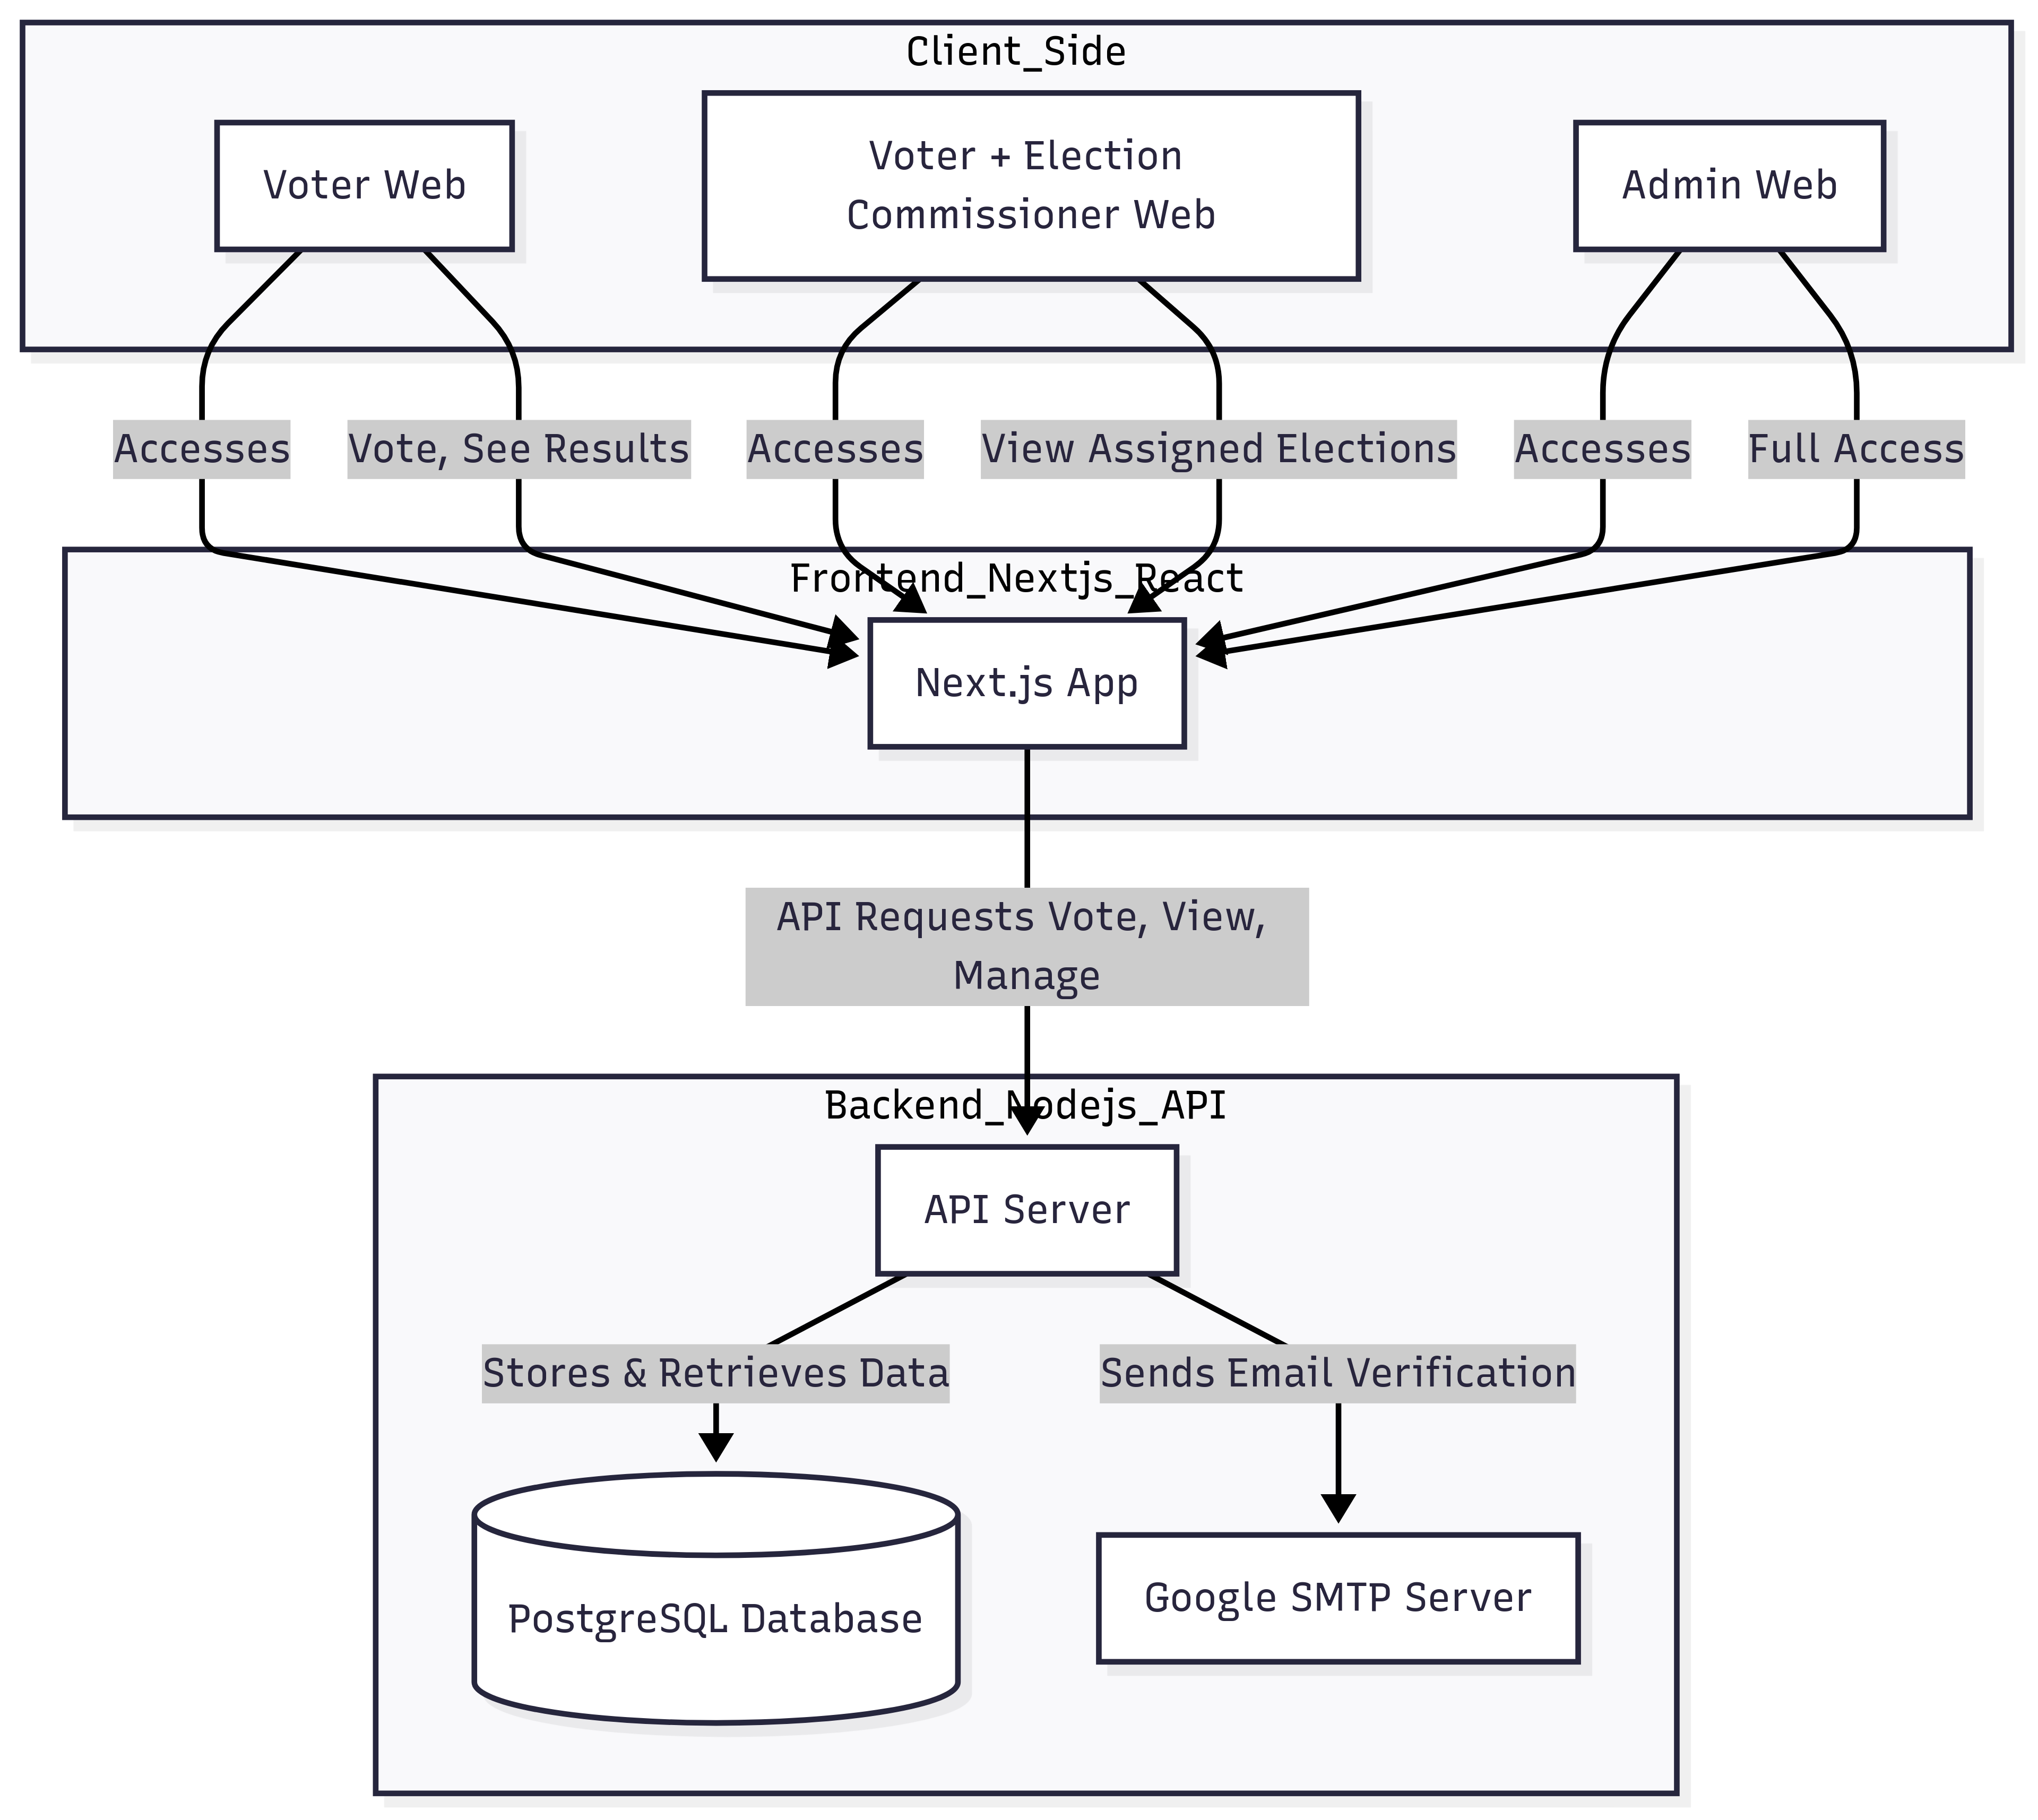 Client_Side
Voter Web
Voter + Election
Commissioner Web
Admin Web
Accesses
Vote, See Results
Accesses
View Assigned Elections
Accesses
Full Access
Frontend_Nextjs_React
Next.js App
API Requests Vote, View,
Manage
Backend_Nodejs_API
API Server
Stores & Retrieves Data
Sends Email Verification
PostgreSQL Database
Google SMTP Server